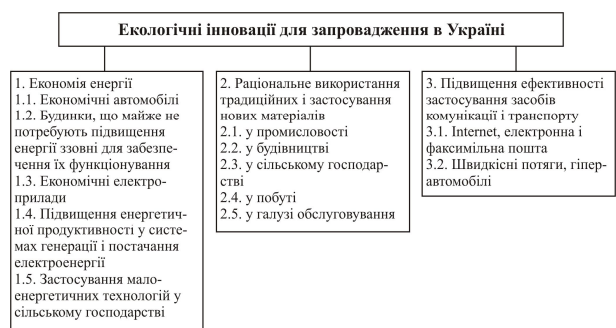 Екологічні інновації для запровадження в Україні
1. Економія енергії
1.1. Економічні автомобілі
1.2. Будинки, що майже не
потребують підвищення
енергії ззовні для забезпе-
чення їх функціонування
1.3. Економічні електро-
прилади
1.4. Підвищення енергетич-
ної продуктивності у систе-
мах генерації і постачання
електроенергії
1.5. Застосування мало-
енергетичних технологій у
сільському господарстві
2. Раціональне використання
традиційних і застосування
нових матеріалів
2.1. у промисловості
2.2. у будівництві
2.3. у сільському господар-
стві
2.4. у побуті
2.5. у галузі обслуговування
3. Підвищення ефективності
застосування засобів
комунікації і транспорту
3.1. Internet, електронна і
факсимільна пошта
3.2. Швидкісні потяги, гіпер-
автомобілі